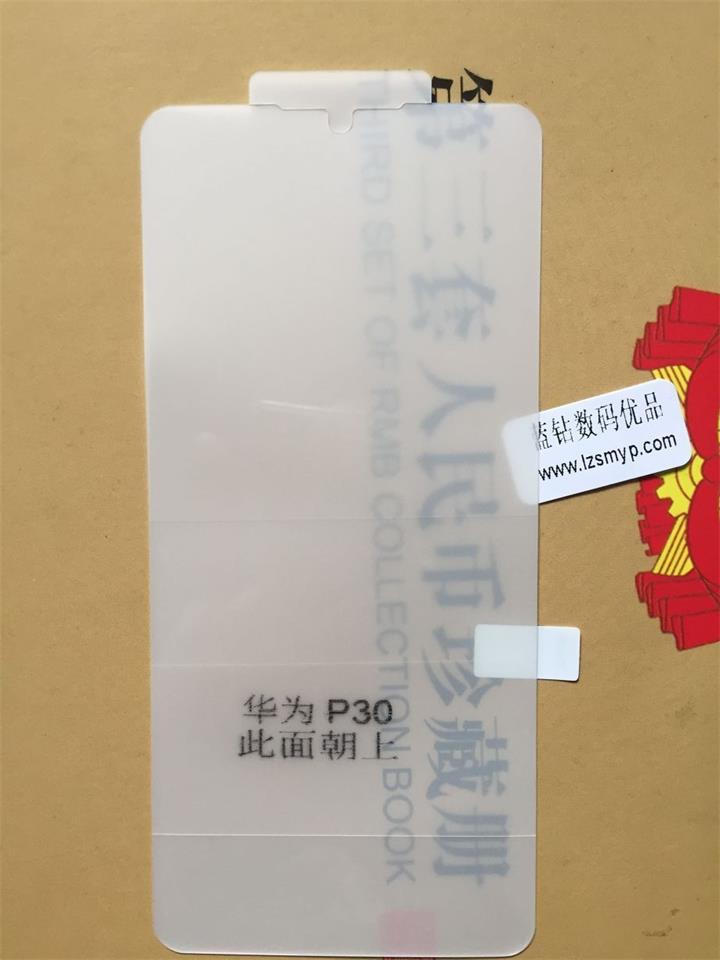 第三套人民币珍藏册
THIRD SET OF RMB COLLECTION BOOK
蓝钻数码优品
www.lzsmyp.com
华为 P30
此面朝上